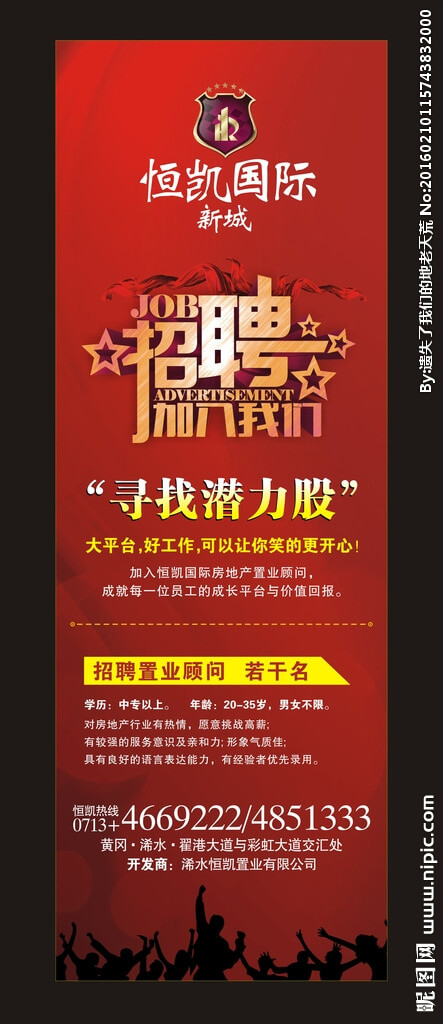 恒凯国际
新城
JOB
招聘
ADVERTISEMENT
加入我们
“寻找潜力股”
大平台,好工作,可以让你笑的更开心!
加入恒凯国际房地产置业顾问，
成就每一位员工的成长平台与价值回报。
招聘置业顾问 若干名
学历：中专以上。 年龄：20-35岁，男女不限。
对房地产行业有热情，愿意挑战高薪;
有较强的服务意识及亲和力;形象气质佳;
具有良好的语言表达能力，有经验者优先录用。
恒凯热线
0713+4669222/4851333
黄冈·浠水·翟港大道与彩虹大道交汇处
开发商：浠水恒凯置业有限公司
By:遗失了我们的地老天荒 No:20160210115743832000
昵图网 www.nipic.com